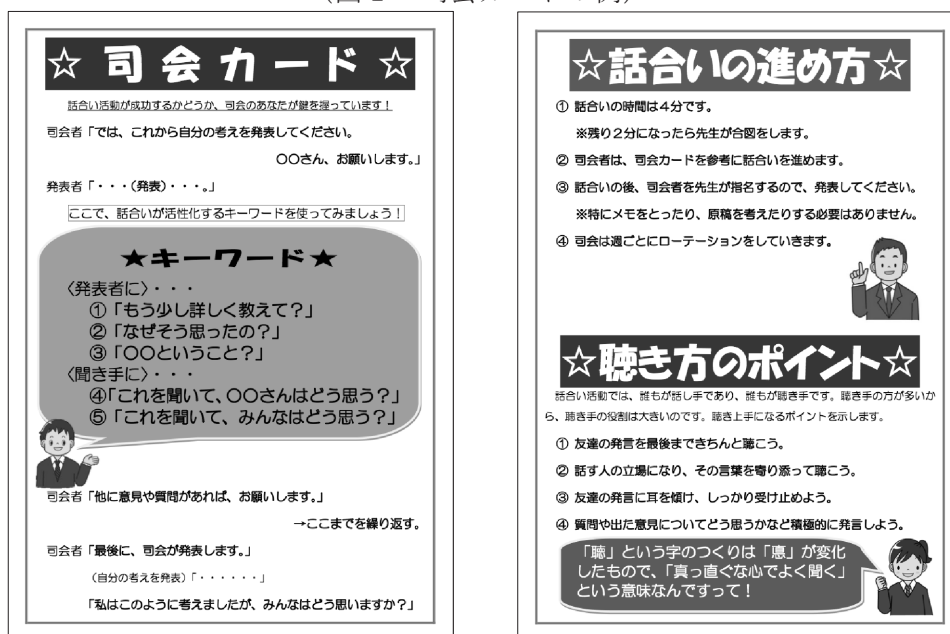 ☆ 司 会 カ ー ド ☆
話合い活動が成功するかどうか、司会のあなたが鍵を握っています!
司会者「では、これから自分の考えを発表してください。
〇〇さん、お願いします。」
発表者「・・・(発表)・・・。」
ここで、話合いが活性化するキーワードを使ってみましょう!
★キーワード★
〈発表者に〉・・・
①「もう少し詳しく教えて?」
②「なぜそう思ったの?」
③「〇〇ということ?」
〈聞き手に〉・・・
④「これを聞いて、〇〇さんはどう思う?」
⑤「これを聞いて、みんなはどう思う?」
司会者「他に意見や質問があれば、お願いします。」
→ここまでを繰り返す。
司会者「最後に、司会が発表します。」
(自分の考えを発表)「・・・・・・」
「私はこのように考えましたが、みんなはどう思いますか?」
☆話合いの進め方☆
① 話合いの時間は4分です。
※残り2分になったら先生が合図をします。
② 司会者は、司会カードを参考に話合いを進めます。
③ 話合いの後、司会者を先生が指名するので、発表してください。
※特にメモをとったり、原稿を考えたりする必要はありません。
④ 司会は週ごとにローテーションをしていきます。
☆聴き方のポイント☆
話合い活動では、誰もが話し手であり、誰もが聴き手です。聴き手の方が多いか
ら、聴き手の役割は大きいのです。聴き上手になるポイントを示します。
① 友達の発言を最後まできちんと聴こう。
② 話す人の立場になり、その言葉を寄り添って聴こう。
③ 友達の発言に耳を傾け、しっかり受け止めよう。
④ 質問や出た意見についてどう思うかなど積極的に発言しよう。
「聴」という字のつくりは「悳」が変化
したもので、「真っ直ぐな心でよく聞く」
という意味なんですって!